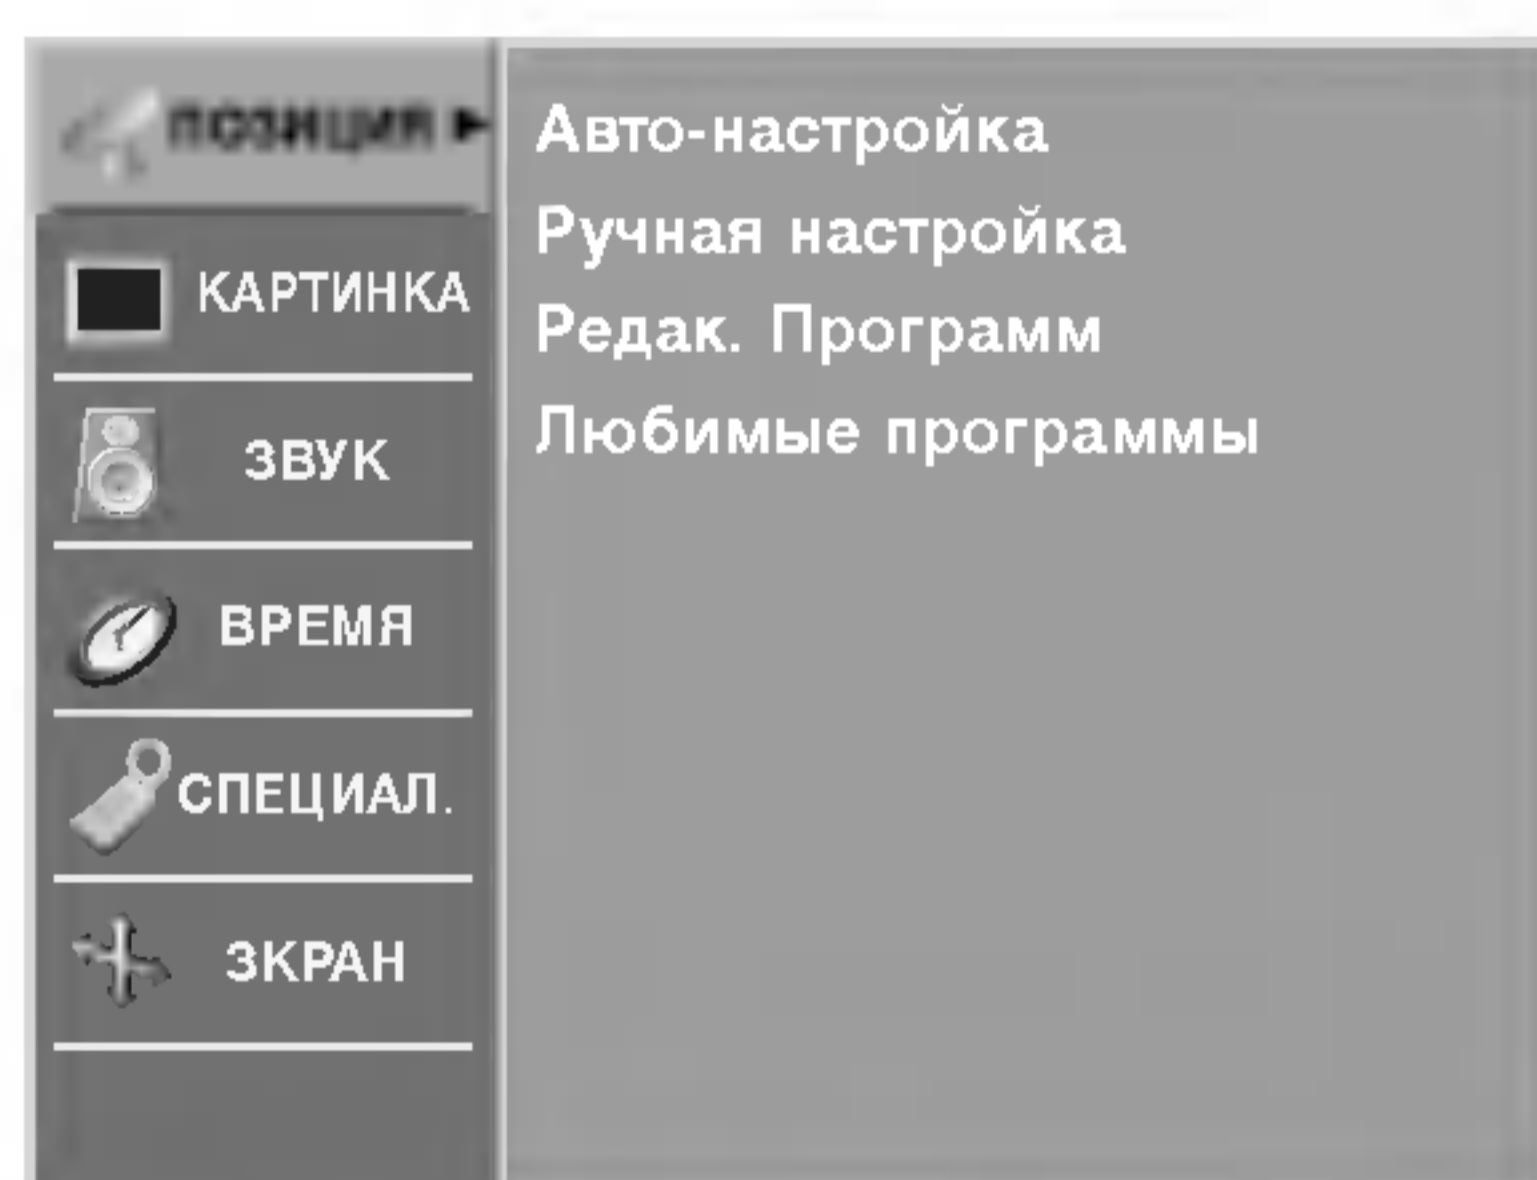 ПОЗИЦИЯ
КАРТИНКА
ЗВУК
ВРЕМЯ
СПЕЦИАЛ.
ЗКРАН
Авто-настройка
Ручная настройка
Редак. Программ
Любимые программы